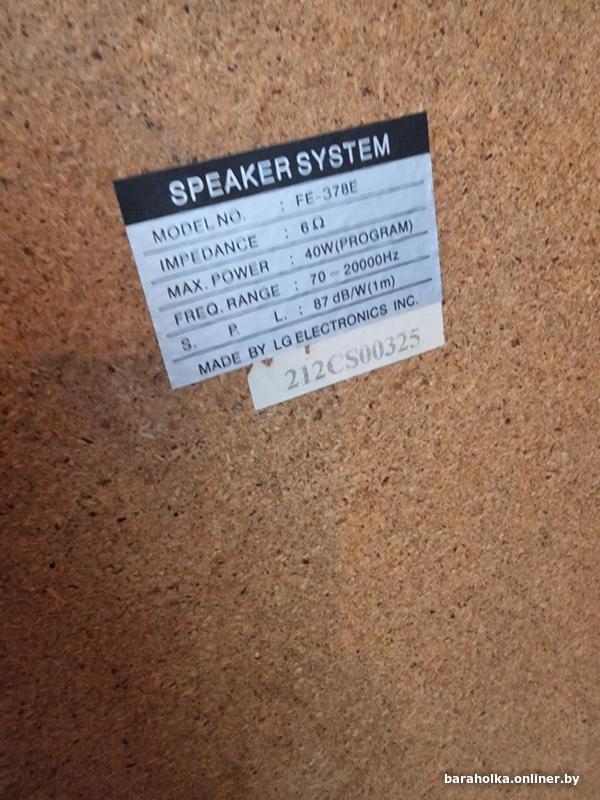 SPEAKER SYSTEM
MODEL NO. : FE-378E
IMPEDANCE : 6 Ω
MAX. POWER : 40W(PROGRAM)
FREQ. RANGE : 70 - 20000Hz
S. P. L. : 87 dB/W(1m)
MADE BY LG ELECTRONICS INC.
212CS00325
baraholka.onliner.by